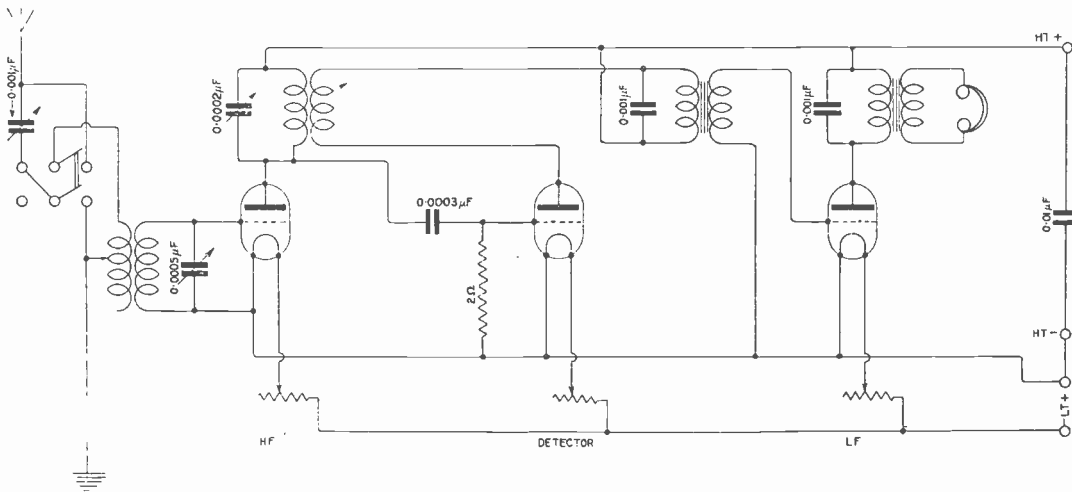 0·001µF
0·0002µF
0·0005µF
0·0003µF
2Ω
0·001µF
0·001µF
HT+
0·01µF
HT-
LT+
HF
DETECTOR
LF